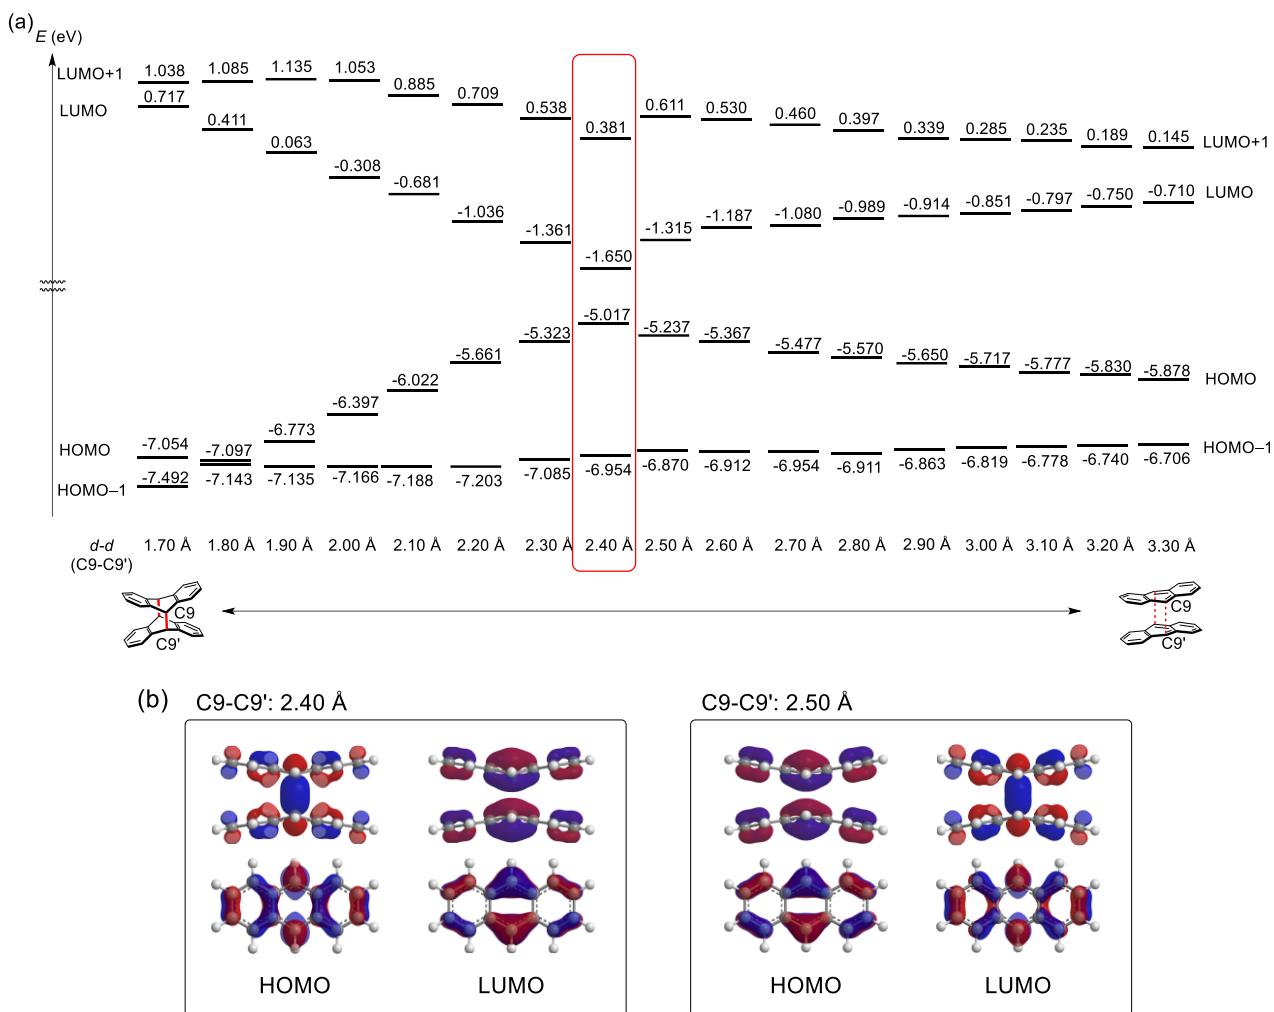 (a)
E (eV)
LUMO+1 1.038 1.085 1.135 1.053 0.885 0.709 0.538 0.381 0.611 0.530 0.460 0.397 0.339 0.285 0.235 0.189 0.145 LUMO+1
LUMO 0.717 0.411 0.063 -0.308 -0.681 -1.036 -1.361 -1.650 -1.315 -1.187 -1.080 -0.989 -0.914 -0.851 -0.797 -0.750 -0.710 LUMO
HOMO -7.054 -7.097 -6.773 -6.397 -6.022 -5.661 -5.323 -5.017 -5.237 -5.367 -5.477 -5.570 -5.650 -5.717 -5.777 -5.830 -5.878 HOMO
HOMO–1 -7.492 -7.143 -7.135 -7.166 -7.188 -7.203 -7.085 -6.954 -6.870 -6.912 -6.954 -6.911 -6.863 -6.819 -6.778 -6.740 -6.706 HOMO–1
d-d 1.70 Å 1.80 Å 1.90 Å 2.00 Å 2.10 Å 2.20 Å 2.30 Å 2.40 Å 2.50 Å 2.60 Å 2.70 Å 2.80 Å 2.90 Å 3.00 Å 3.10 Å 3.20 Å 3.30 Å
(C9-C9')
C9 C9
C9' C9'
(b) C9-C9': 2.40 Å C9-C9': 2.50 Å
HOMO LUMO HOMO LUMO